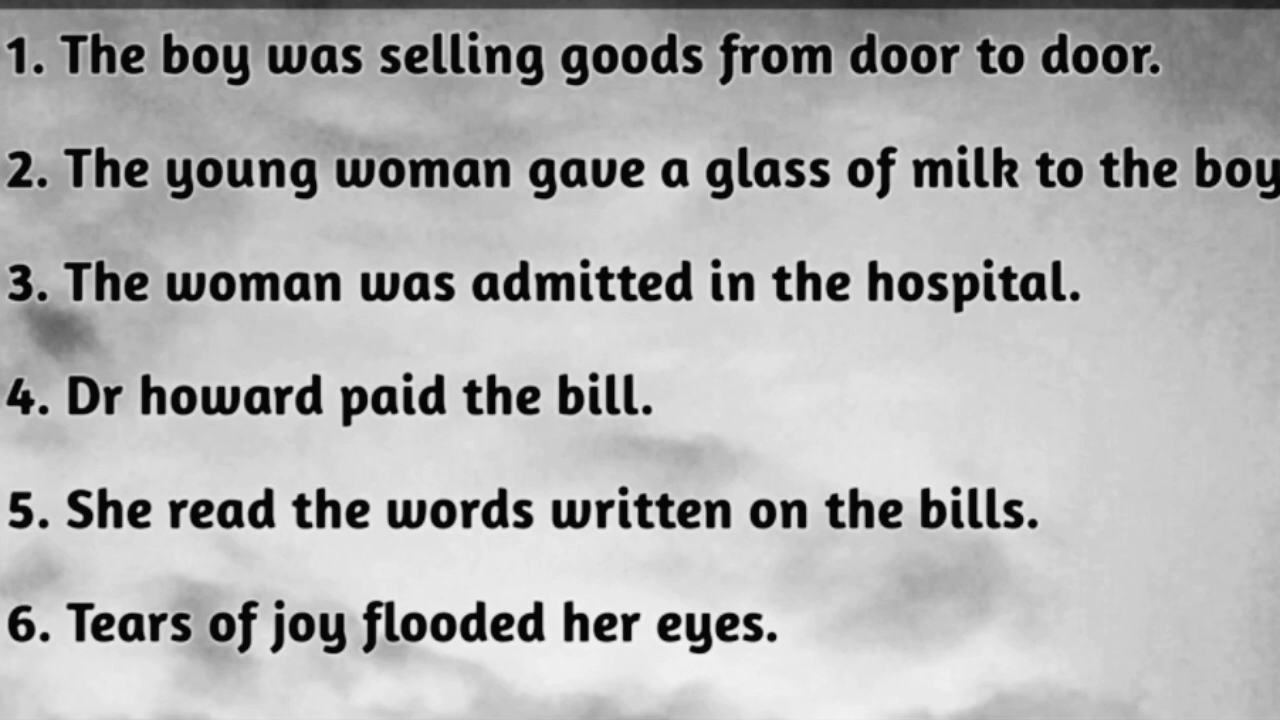 1. The boy was selling goods from door to door.
2. The young woman gave a glass of milk to the boy
3. The woman was admitted in the hospital.
4. Dr howard paid the bill.
5. She read the words written on the bills.
6. Tears of joy flooded her eyes.